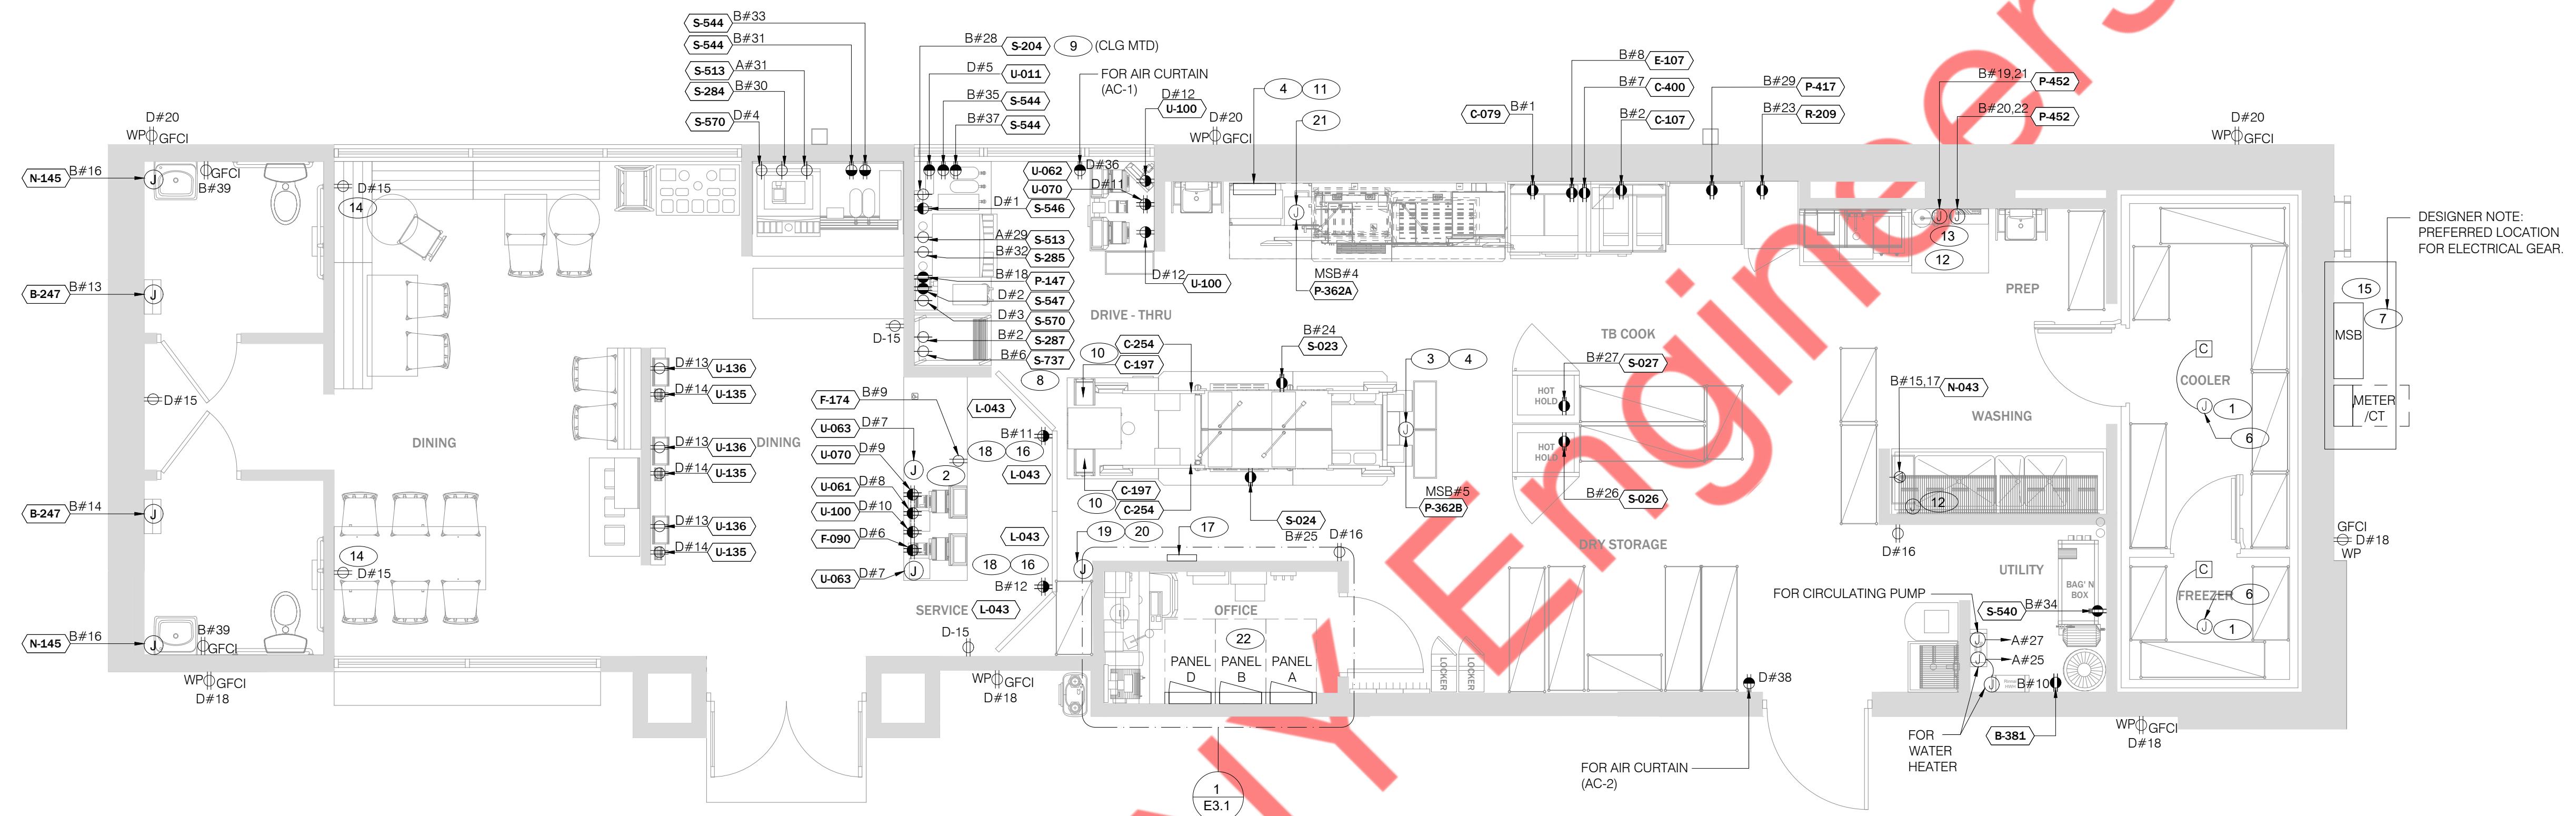 B#33
S-544
B#31
S-544
A#31
S-513
B#30
S-284
D#4
S-570
B#28
S-204
9
(CLG MTD)
D#5
U-011
B#35
S-544
B#37
S-544
FOR AIR CURTAIN
(AC-1)
D#12
U-100
4
11
21
D#20
WP
GFCI
C-079
B#1
B#8
E-107
B#7
C-400
B#2
C-107
B#29
P-417
B#23
R-209
B#19,21
P-452
B#20,22
P-452
D#20
WP
GFCI
D#20
WP
GFCI
DESIGNER NOTE:
PREFERRED LOCATION
FOR ELECTRICAL GEAR.
N-145
B#16
J
GFCI
B#39
D#15
14
U-062
D#36
U-070
D#11
D#1
S-546
A#29
S-513
B#32
S-285
B#18
P-147
D#2
S-547
D#3
S-570
B#2
S-287
B#6
S-737
8
D-15
D#12
U-100
J
MSB#4
P-362A
J
J
13
12
PREP
15
7
MSB
METER
/CT
B-247
B#13
J
DRIVE - THRU
TB COOK
D#15
DINING
DINING
D#13
U-136
D#14
U-135
D#13
U-136
D#14
U-135
D#13
U-136
D#14
U-135
F-174
B#9
U-063
D#7
J
U-070
D#9
U-061
D#8
U-100
D#10
F-090
D#6
U-063
D#7
J
2
L-043
B#11
18
16
L-043
L-043
18
16
B#12
SERVICE
L-043
10
C-254
C-197
B#24
S-023
3
4
J
10
C-197
C-254
S-024
B#25
MSB#5
P-362B
HOT
HOLD
B#27
S-027
HOT
HOLD
B#26
S-026
DRY STORAGE
B#15,17
N-043
WASHING
J
12
D#16
C
COOLER
J
1
6
C
FREEZER
6
J
1
GFCI
D#18
WP
B-247
B#14
J
14
D#15
N-145
B#16
J
B#39
GFCI
WP
GFCI
D#18
D-15
WP
GFCI
D#18
19
20
17
D#16
J
OFFICE
22
PANEL
D
PANEL
B
PANEL
A
LOCKER
LOCKER
1
E3.1
D#38
FOR AIR CURTAIN
(AC-2)
UTILITY
BAG' N
BOX
FOR CIRCULATING PUMP
J
A#27
J
A#25
J
B#10
S-540
B#34
B-381
FOR
WATER
HEATER
WP
GFCI
D#18
NY Engineers